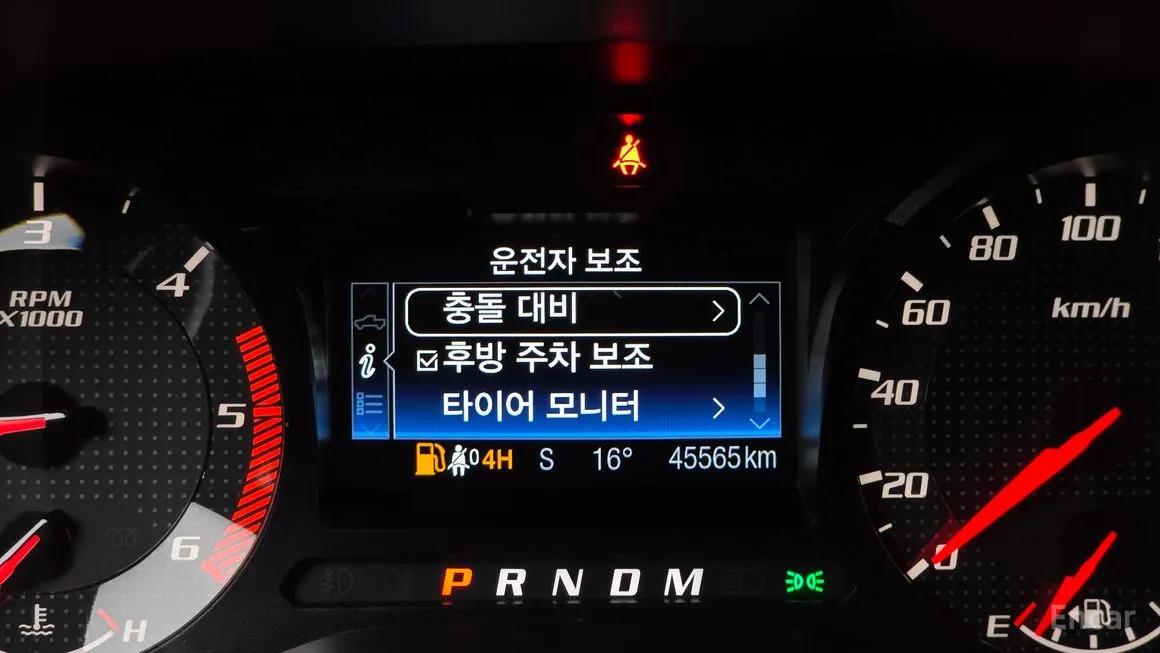 운전자 보조
충돌 대비
후방 주차 보조
타이어 모니터
0 4H S 16° 45565 km
P R N D M
3
4
5
6
RPM
X1000
H
0
20
40
60
80
100
km/h
E
Encar